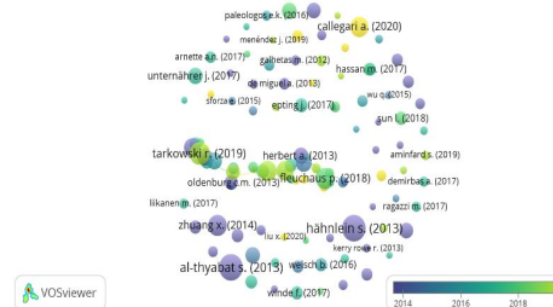 paleologos e.k. (2016)
callegari a. (2020)
menéndez j. (2019)
arnette a.n. (2017)
galhetas m. (2012)
hassan m. (2017)
unternährer j. (2017)
de miguel a. (2013)
wu q. (2015)
sforza e. (2015)
epting j. (2017)
sun l. (2018)
tarkowski r. (2019)
herbert a. (2013)
aminfard s. (2019)
oldenburg c.m. (2013)
fleuchaus p. (2018)
demirbas a. (2017)
liikanen m. (2017)
ragazzi m. (2017)
zhuang x. (2014)
hähnlein s. (2013)
liu x. (2020)
kerry rowe r. (2013)
al-thyabat s. (2013)
welsch b. (2016)
winde f. (2017)
VOSviewer
2014 2016 2018